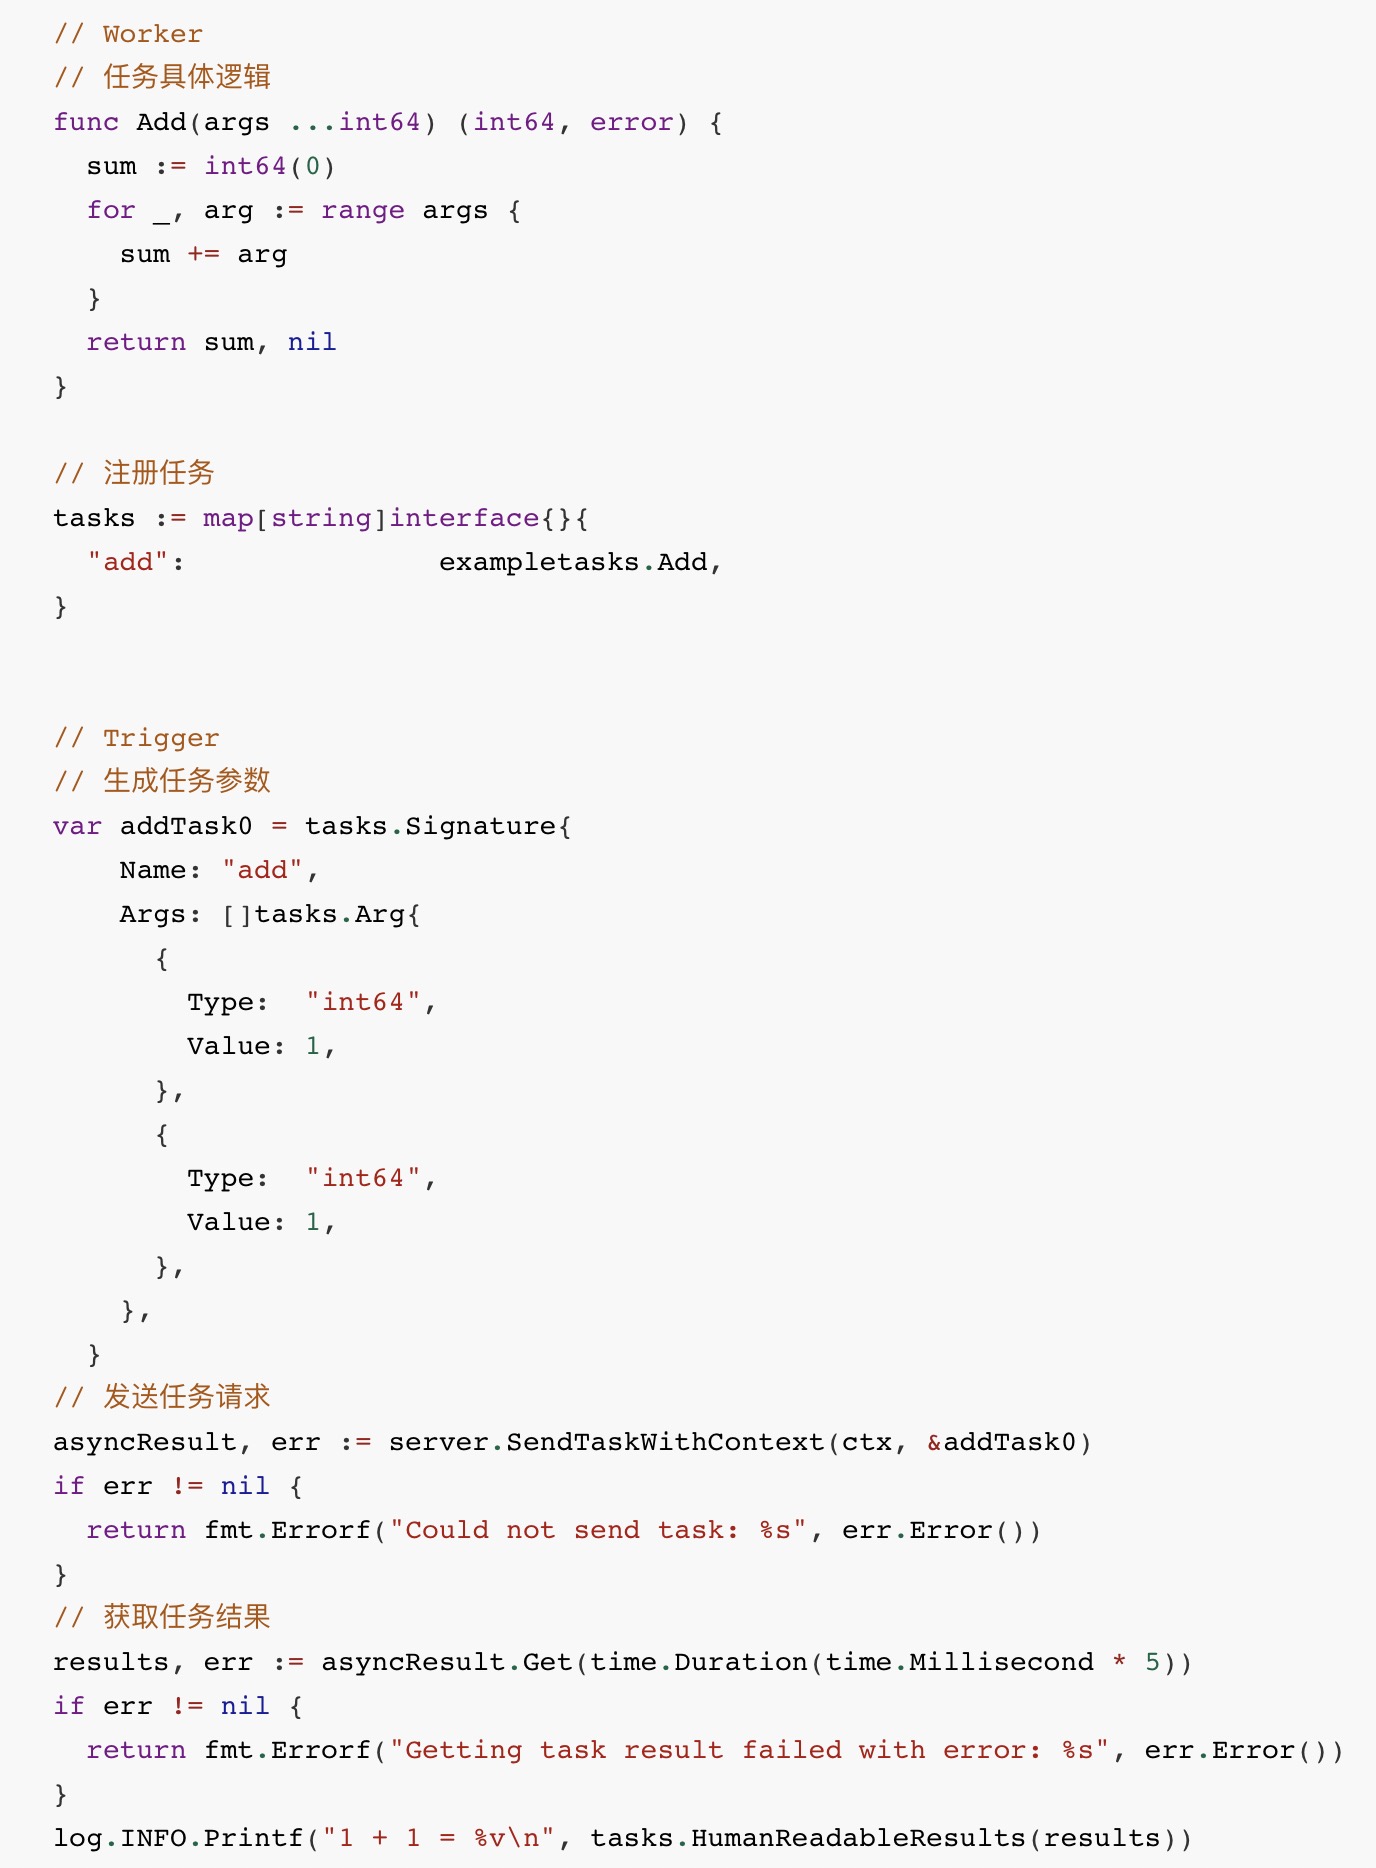 // Worker
// 任务具体逻辑
func Add(args ...int64) (int64, error) {
  sum := int64(0)
  for _, arg := range args {
    sum += arg
  }
  return sum, nil
}

// 注册任务
tasks := map[string]interface{}{
  "add":               exampletasks.Add,
}


// Trigger
// 生成任务参数
var addTask0 = tasks.Signature{
    Name: "add",
    Args: []tasks.Arg{
      {
        Type:  "int64",
        Value: 1,
      },
      {
        Type:  "int64",
        Value: 1,
      },
    },
  }
// 发送任务请求
asyncResult, err := server.SendTaskWithContext(ctx, &addTask0)
if err != nil {
  return fmt.Errorf("Could not send task: %s", err.Error())
}
// 获取任务结果
results, err := asyncResult.Get(time.Duration(time.Millisecond * 5))
if err != nil {
  return fmt.Errorf("Getting task result failed with error: %s", err.Error())
}
log.INFO.Printf("1 + 1 = %v\n", tasks.HumanReadableResults(results))